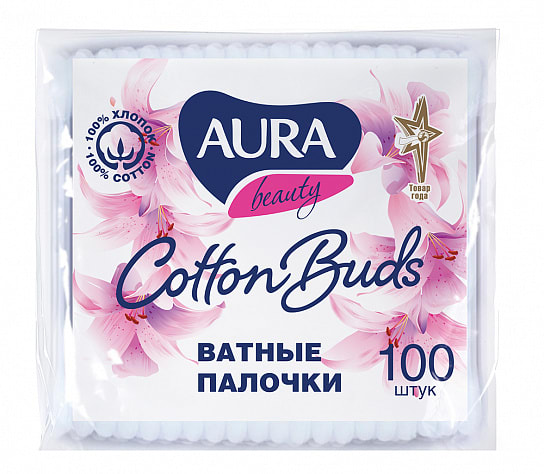 100% ХЛОПОК
100% COTTON
AURA
beauty
Товар
года
Cotton Buds
ВАТНЫЕ
ПАЛОЧКИ
100
штук